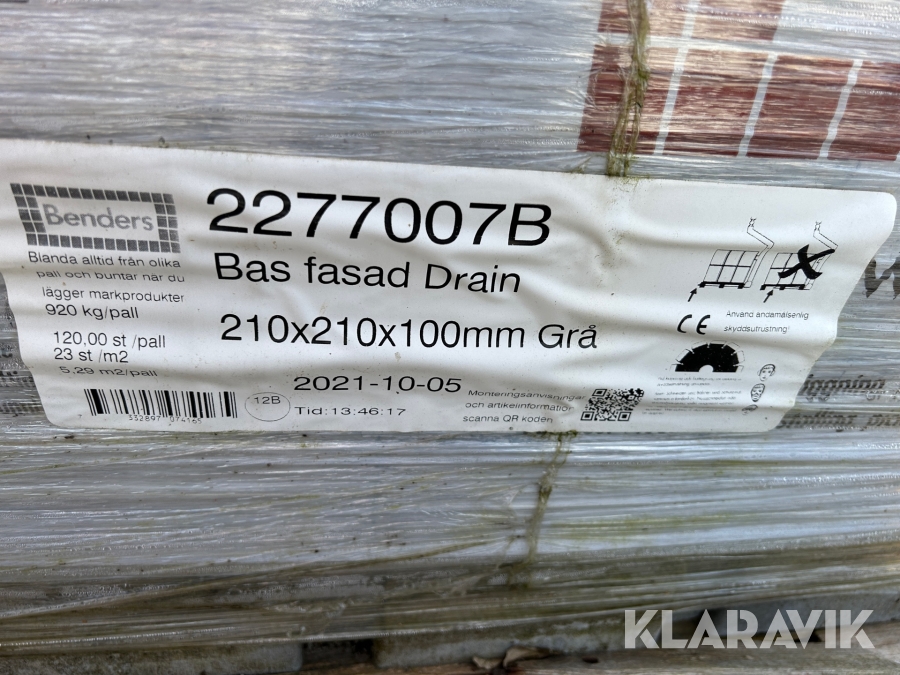 Benders
2277007B
Bas fasad Drain
210x210x100mm Grå
Blanda alltid från olika
pall och buntar när du
lägger markprodukter
920 kg/pall
120,00 st /pall
23 st /m2
5,29 m2/pall
332897 074165
12B
2021-10-05
Tid:13:46:17
Monteringsanvisningar
och artikelinformation
scanna QR koden
CE
Använd ändamålsenlig
skyddsutrustning
KLARAVIK